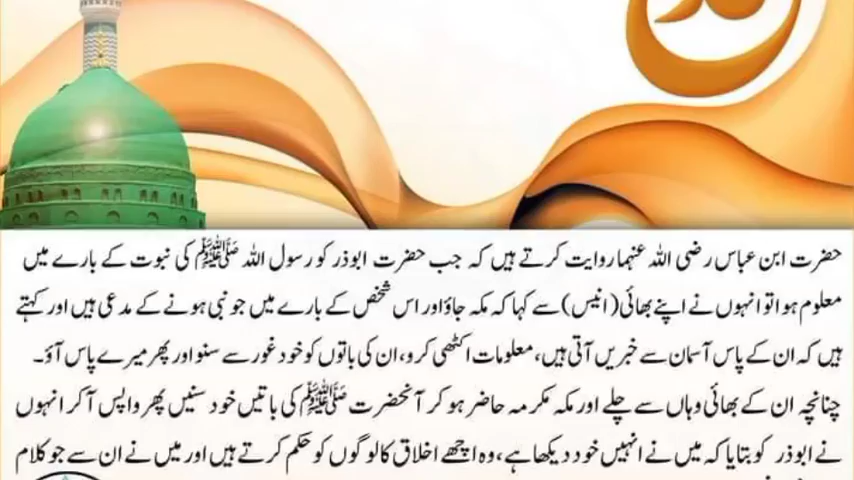 حضرت ابن عباس رضی اللہ عنہما روایت کرتے ہیں کہ جب حضرت ابوذر کو رسول اللہ ﷺ کی نبوت کے بارے میں
معلوم ہوا تو انہوں نے اپنے بھائی (انیس) سے کہا کہ مکہ جاؤ اور اس شخص کے بارے میں جو نبی ہونے کے مدعی ہیں اور کہتے
ہیں کہ ان کے پاس آسمان سے خبریں آتی ہیں، معلومات اکٹھی کرو، ان کی باتوں کو خود غور سے سنو اور پھر میرے پاس آؤ۔
چنانچہ ان کے بھائی وہاں سے چلے اور مکہ مکرمہ حاضر ہو کر آنحضرت ﷺ کی باتیں خود سنیں پھر واپس آ کر انہوں
نے ابوذر کو بتایا کہ میں نے انہیں خود دیکھا ہے، وہ اچھے اخلاق کا لوگوں کو حکم کرتے ہیں اور میں نے ان سے جو کلام